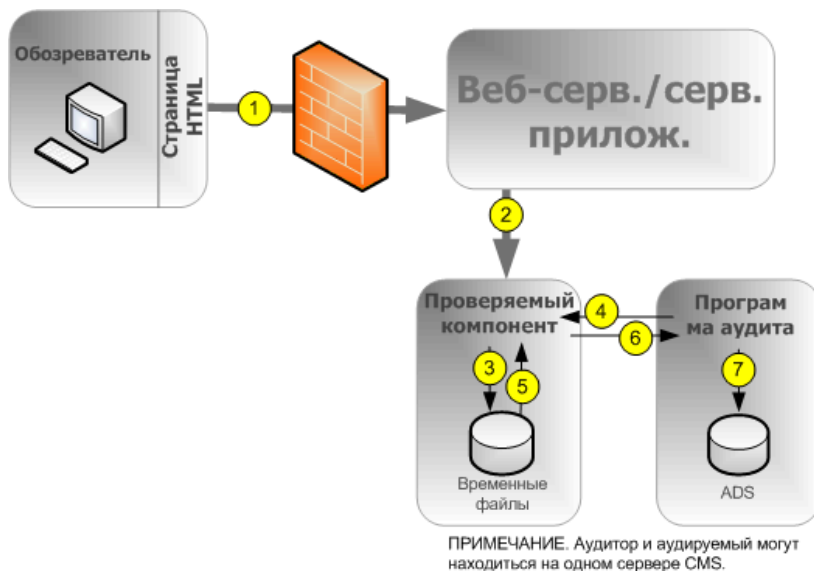 Обозреватель
Страница
HTML
1
Веб-серв./серв.
прилож.
2
Проверяемый
компонент
Програм
ма аудита
4
6
3
5
7
Временные
файлы
ADS
ПРИМЕЧАНИЕ. Аудитор и аудируемый могут
находиться на одном сервере CMS.